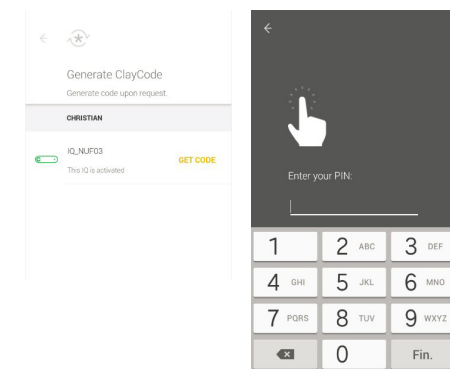 Generate ClayCode
Generate code upon request.
CHRISTIAN
IQ_NUF03
This IQ is activated
GET CODE
Enter your PIN:
1
2 ABC
3 DEF
4 GHI
5 JKL
6 MNO
7 PQRS
8 TUV
9 WXYZ
0
Fin.